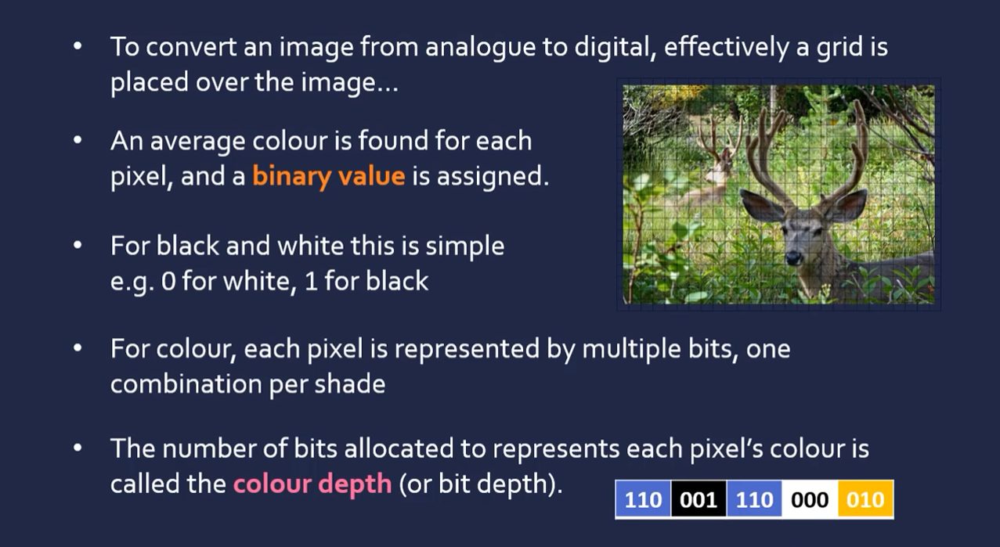 • To convert an image from analogue to digital, effectively a grid is
placed over the image...
• An average colour is found for each
pixel, and a binary value is assigned.
• For black and white this is simple
e.g. 0 for white, 1 for black
• For colour, each pixel is represented by multiple bits, one
combination per shade
• The number of bits allocated to represents each pixel's colour is
called the colour depth (or bit depth).
110 001 110 000 010